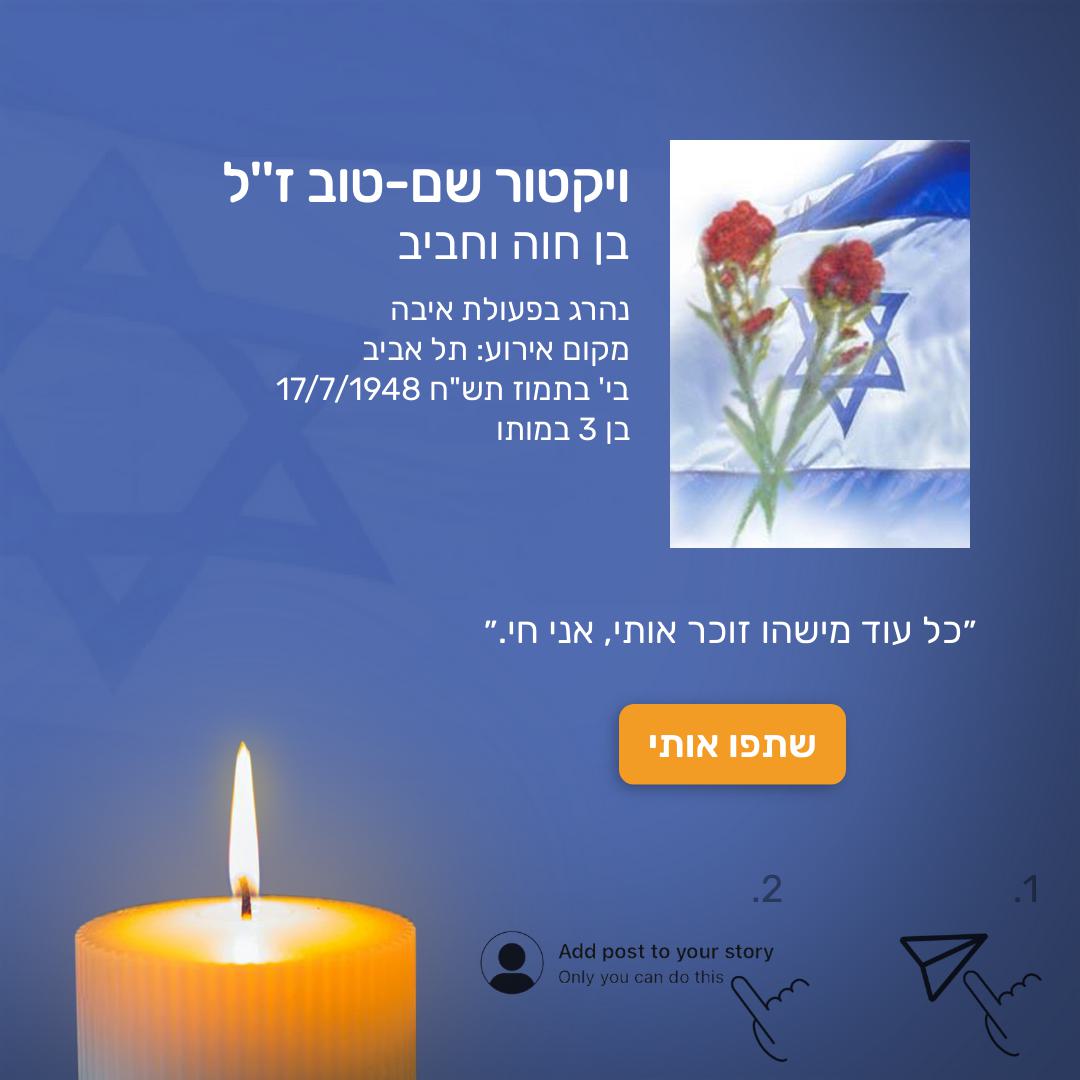 ויקטור שם-טוב ז"ל
בן חוה וחביב
נהרג בפעולת איבה
מקום אירוע: תל אביב
בי' בתמוז תש"ח 17/7/1948
בן 3 במותו
״כל עוד מישהו זוכר אותי, אני חי.״
שתפו אותי
1.
2.
Add post to your story
Only you can do this